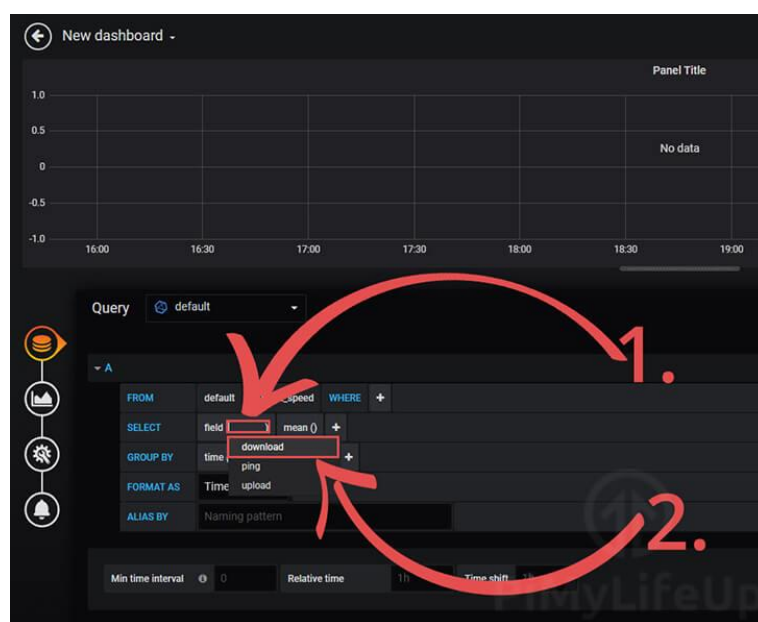 New dashboard
Panel Title
1.0
0.5
No data
0
-0.5
-1.0
16:00 16:30 17:00 17:30 18:00 18:30 19:00
Query default
1.
A
FROM default _speed WHERE +
SELECT field ( ) mean () +
download
GROUP BY time ( +
ping
FORMAT AS Time
upload
ALIAS BY Naming pattern
2.
Min time interval 0 Relative time 1h Time shift 1h
PiMyLifeUp